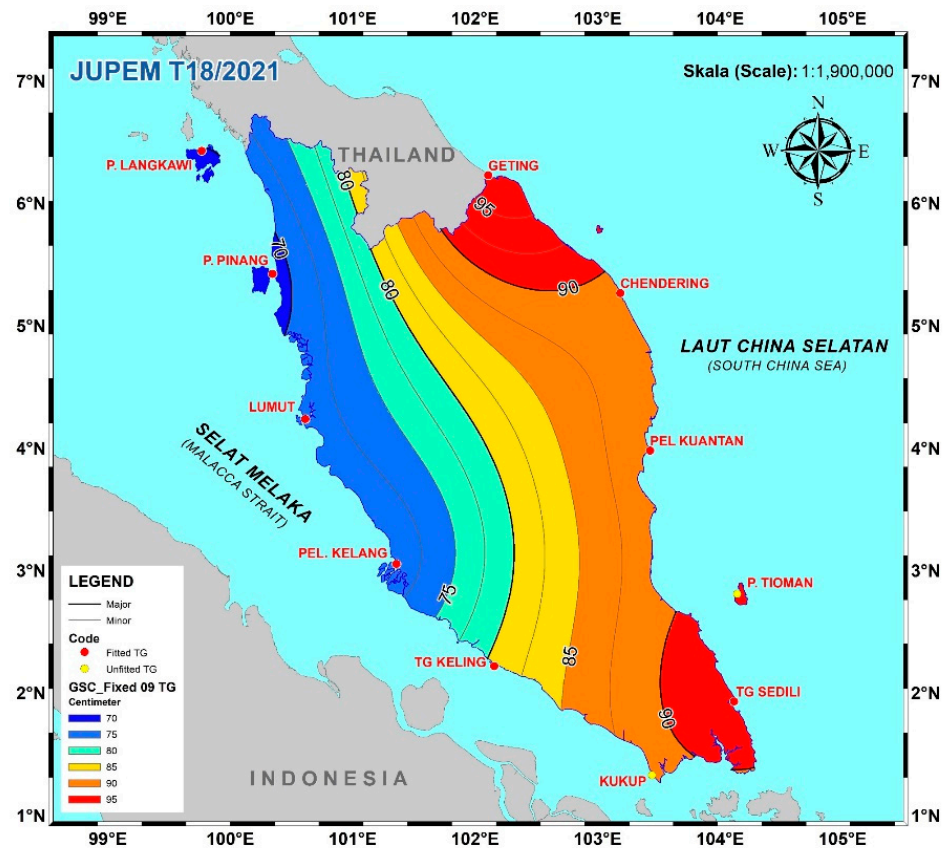 99°E 100°E 101°E 102°E 103°E 104°E 105°E
JUPEM T18/2021
Skala (Scale): 1:1,900,000
N
W E
S
7°N
6°N
5°N
4°N
3°N
2°N
1°N
7°N
6°N
5°N
4°N
3°N
2°N
1°N
THAILAND
P. LANGKAWI
GETING
80
95
70
P. PINANG
80
90
CHENDERING
LAUT CHINA SELATAN
(SOUTH CHINA SEA)
LUMUT
SELAT MELAKA
(MALACCA STRAIT)
PEL KUANTAN
PEL. KELANG
P. TIOMAN
75
TG KELING
85
TG SEDILI
90
KUKUP
INDONESIA
LEGEND
Major
Minor
Code
Fitted TG
Unfitted TG
GSC_Fixed 09 TG
Centimeter
70
75
80
85
90
95
99°E 100°E 101°E 102°E 103°E 104°E 105°E